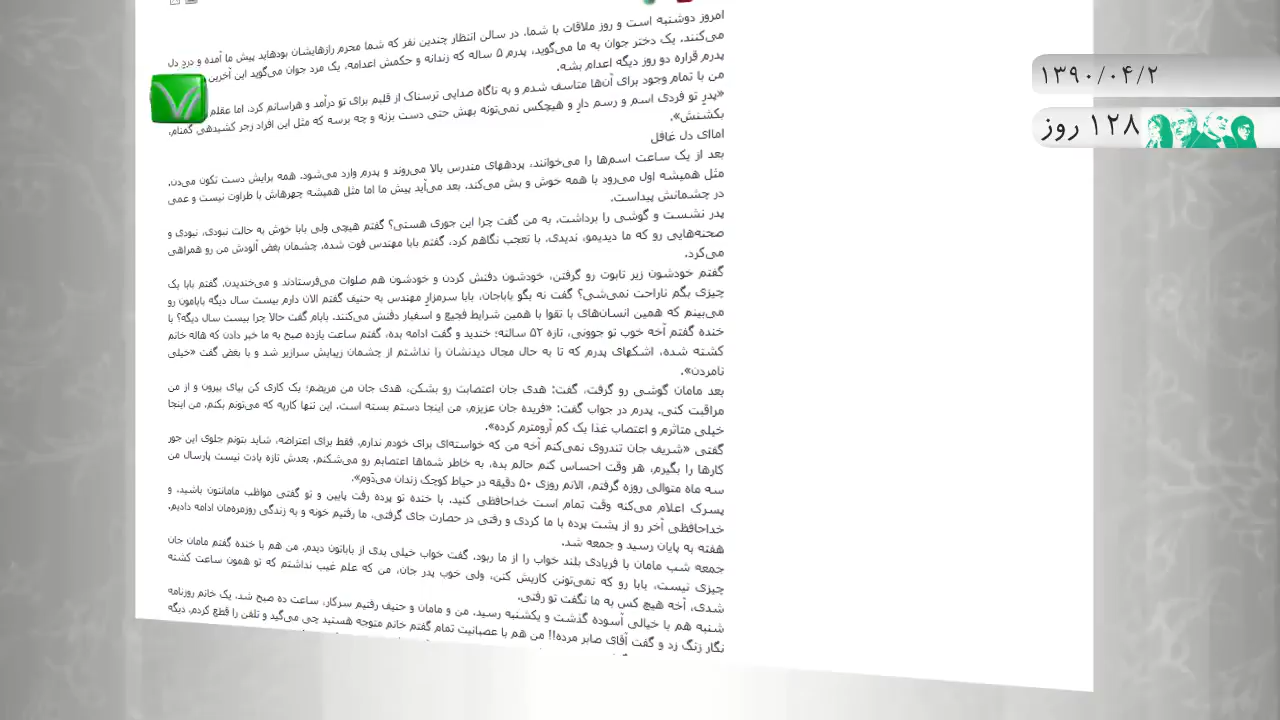 ۱۳۹۰/۰۴/۲
۱۲۸ روز
امروز دوشنبه است و روز ملاقات با شما. در سالن انتظار چندین نفر که شما محرم رازهایشان بودهاید پیش ما آمده و درد دل
می‌کنند. یک دختر جوان به ما می‌گوید، پدرم ۵ ساله که زندانه و حکمش اعدامه، یک مرد جوان می‌گوید این آخرین
پدرم قراره دو روز دیگه اعدام بشه.
من با تمام وجود برای آن‌ها متاسف شدم و به ناگاه صدایی ترسناک از قلبم برای تو درآمد و هراسانم کرد. اما عقلم
«پدرِ تو فردی اسم و رسم دارِ و هیچکس نمی‌تونه بهش حتی دست بزنه و چه برسه که مثل این افراد زجر کشیدهی گمنام،
بکشنش».
امااي دل غافل
بعد از یک ساعت اسم‌ها را می‌خوانند، پردههای مندرس بالا می‌روند و پدرم وارد می‌شود. همه برایش دست تکون می‌دن.
مثل همیشه اول می‌رود با همه خوش و بش می‌کند. بعد می‌آید پیش ما اما مثل همیشه چهرهاش با طراوت نیست و غمی
در چشمانش پیداست.
پدر نشست و گوشی را برداشت، به من گفت چرا این جوری هستی؟ گفتم هیچی ولی بابا خوش به حالت نبودی، نبودی و
صحنه‌هایی رو که ما دیدیمو، ندیدی. با تعجب نگاهم کرد، گفتم بابا مهندس فوت شده، چشمان بغض آلودش من رو همراهی
می‌کرد.
گفتم خودشون زیر تابوت رو گرفتن، خودشون دفنش کردن و خودشون هم صلوات می‌فرستادند و می‌خندیدن. گفتم بابا یک
چیزی بگم ناراحت نمی‌شی؟ گفت نه بگو باباجان، بابا سرمزار مهندس به حنیف گفتم الان دارم بیست سال دیگه بابامون رو
می‌بینم که همین انسان‌های با تقوا با همین شرایط فجیع و اسفبار دفنش می‌کنند. بابام گفت حالا چرا بیست سال دیگه؟ با
خنده گفتم آخه خوب تو جوونی، تازه ۵۲ سالته؛ خندید و گفت ادامه بده، گفتم ساعت یازده صبح به ما خبر دادن که هاله خانم
کشته شده، اشکهای پدرم که تا به حال مجال دیدنشان را نداشتم از چشمان زیبایش سرازیر شد و با بغض گفت «خیلی
نامردن».
بعد مامان گوشی رو گرفت، گفت: هدی جان اعتصابت رو بشکن، هدی جان من مریضم؛ یک کاری کن بیای بیرون و از من
مراقبت کنی. پدرم در جواب گفت: «فریده جان عزیزم، من اینجا دستم بسته است، این تنها کاریه که می‌تونم بکنم. من اینجا
خیلی متاثرم و اعتصاب غذا یک کم آرومترم کرده».
گفتی «شریف جان تندروی نمی‌کنم آخه من که خواسته‌ای برای خودم ندارم، فقط برای اعتراضه، شاید بتونم جلوی این جور
کارها را بگیرم، هر وقت احساس کنم حالم بده، به خاطر شماها اعتصابم رو می‌شکنم. بعدش تازه یادت نیست پارسال من
سه ماه متوالی روزه گرفتم، الانم روزی ۵۰ دقیقه در حیاط کوچک زندان می‌دَوم».
پسرک اعلام می‌کنه وقت تمام است خداحافظی کنید. با خنده تو پرده رفت پایین و تو گفتی مواظب مامانتون باشید، و
خداحافظی آخر رو از پشت پرده با ما کردی و رفتی در حصارت جای گرفتی، ما رفتیم خونه و به زندگی روزمره‌مان ادامه دادیم.
هفته به پایان رسید و جمعه شد.
جمعه شب مامان با فریادی بلند خواب را از ما ربود، گفت خواب خیلی بدی از باباتون دیدم. من هم با خنده گفتم مامان جان
چیزی نیست، بابا رو که نمی‌تونن کاریش کنن، ولی خوب پدر جان، من که علم غیب نداشتم که تو همون ساعت کشته
شدی، آخه هیچ کس به ما نگفت تو رفتی.
شنبه هم با خیالی آسوده گذشت و یکشنبه رسید. من و مامان و حنیف رفتیم سرکار، ساعت ده صبح شد، یک خانم روزنامه
نگار زنگ زد و گفت آقای صابر مرده!! من هم با عصبانیت تمام گفتم خانم متوجه هستید چی می‌گید و تلفن را قطع کردم، دیگه